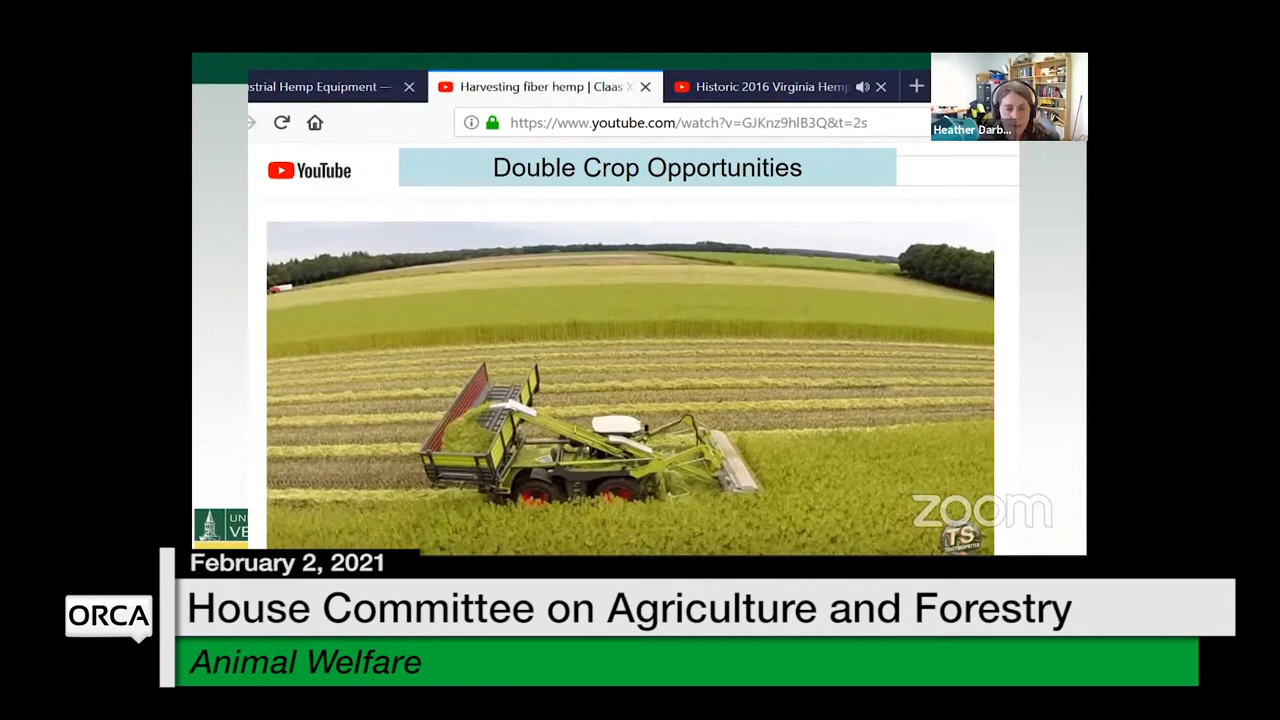 strial Hemp Equipment —
Harvesting fiber hemp | Claas X
Historic 2016 Virginia Hemp
https://www.youtube.com/watch?v=GJKnz9hlB3Q&t=2s
Heather Darb...
YouTube
Double Crop Opportunities
zoom
TS
UN
VE
February 2, 2021
ORCA
House Committee on Agriculture and Forestry
Animal Welfare